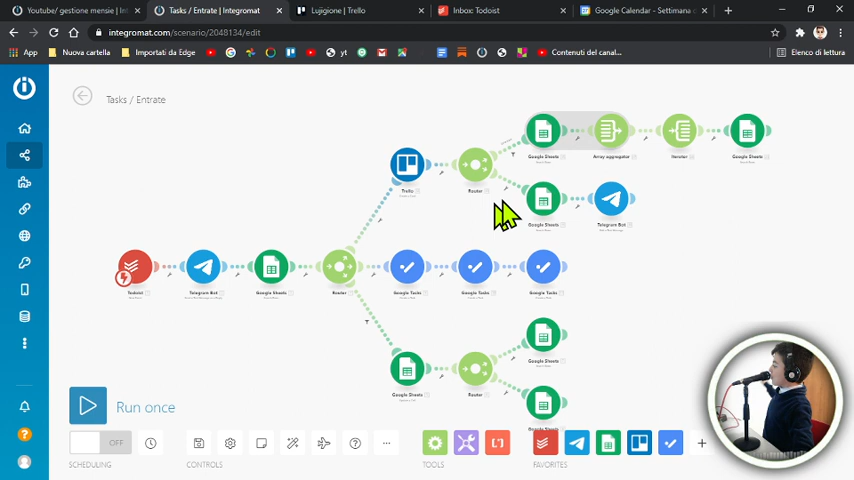 Youtube/ gestione mensie | Int
Tasks / Entrate | Integromat
Lujigione | Trello
Inbox: Todoist
Google Calendar - Settimana d
integromat.com/scenario/2048134/edit
App
Nuova cartella
Importati da Edge
yt
Contenuti del canal...
Elenco di lettura
Tasks / Entrate
Google Sheets
Array aggregator
Iterator
Google Sheets
Trello
Router
Google Sheets
Telegram Bot
Todoist
Telegram Bot
Google Sheets
Router
Google Tasks
Google Tasks
Google Tasks
Google Sheets
Google Sheets
Router
Google Sheets
Run once
OFF
SCHEDULING
CONTROLS
TOOLS
FAVORITES